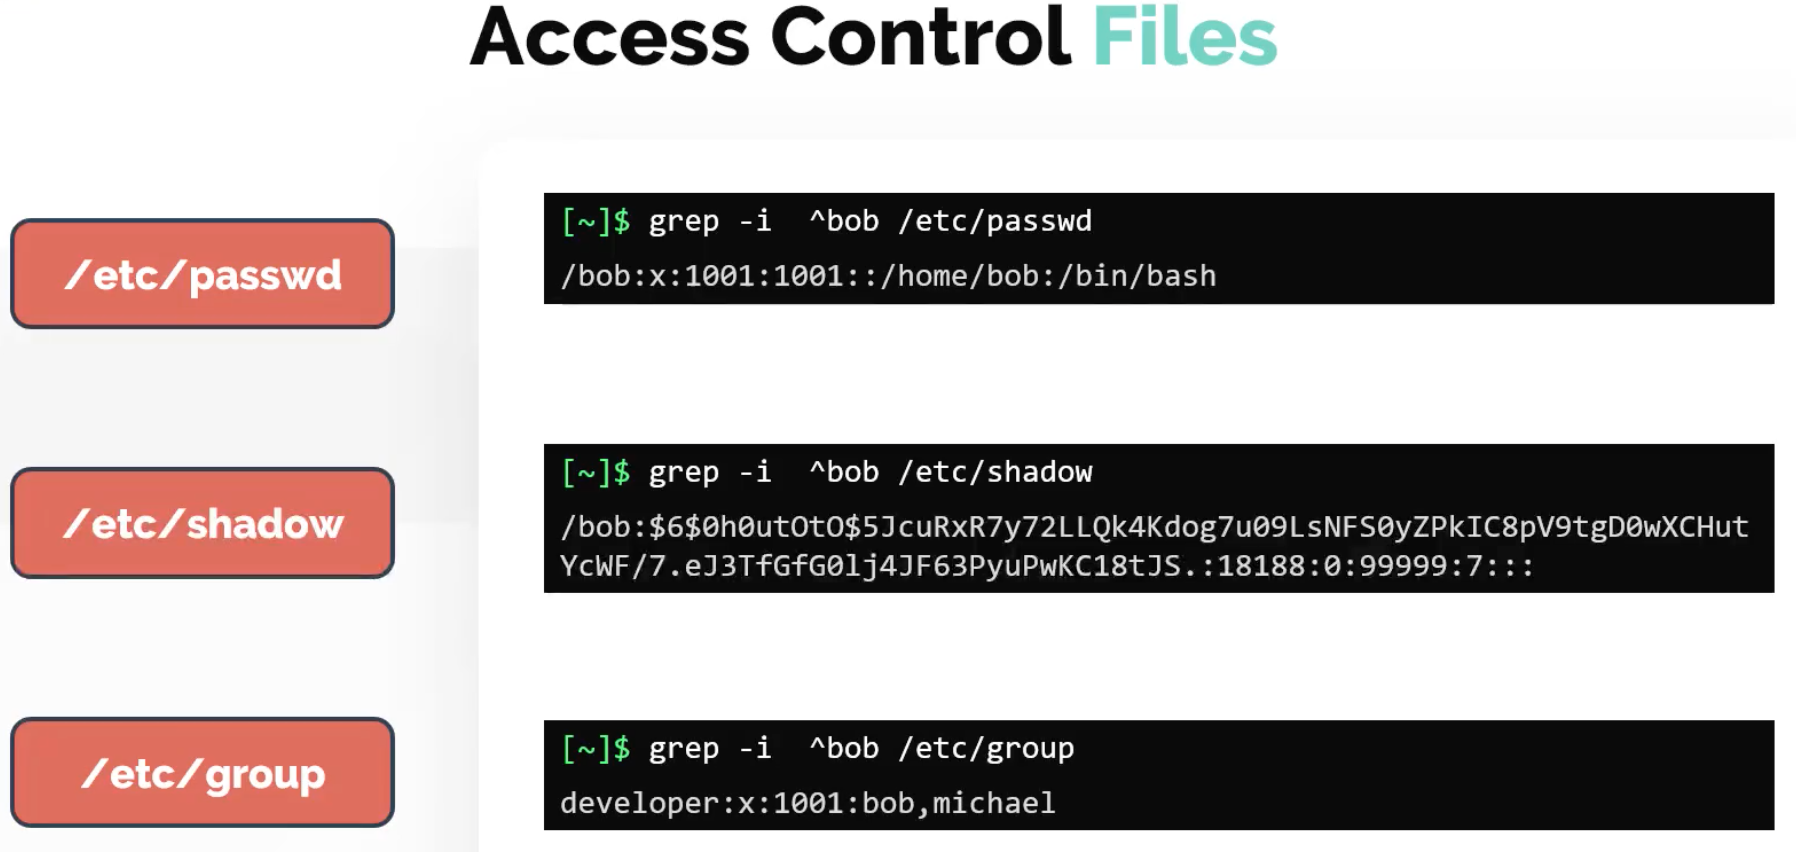 Access Control Files
/etc/passwd
[~]$ grep -i  ^bob /etc/passwd
/bob:x:1001:1001::/home/bob:/bin/bash
/etc/shadow
[~]$ grep -i  ^bob /etc/shadow
/bob:$6$0h0utOtO$5JcuRxR7y72LLQk4Kdog7u09LsNFS0yZPkIC8pV9tgD0wXCHut
YcWF/7.eJ3TfGfG0lj4JF63PyuPwKC18tJS.:18188:0:99999:7:::
/etc/group
[~]$ grep -i  ^bob /etc/group
developer:x:1001:bob,michael